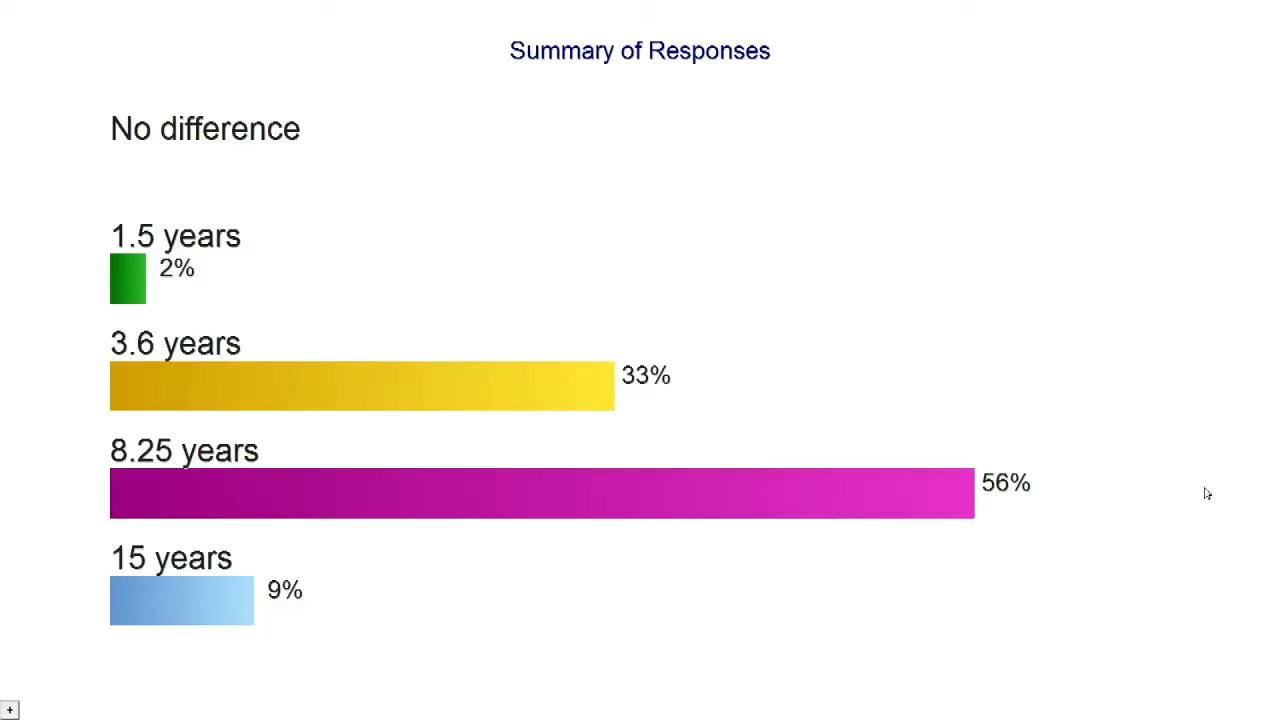 Summary of Responses
No difference
1.5 years
2%
3.6 years
33%
8.25 years
56%
15 years
9%
+